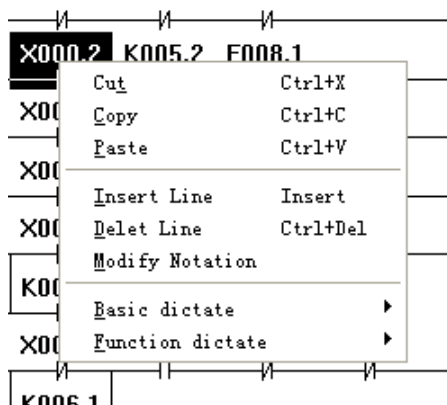 X000.2 K005.2 F008.1
Cut Ctrl+X
Copy Ctrl+C
Paste Ctrl+V
Insert Line Insert
Delet Line Ctrl+Del
Modify Notation
Basic dictate
Function dictate
K006.1